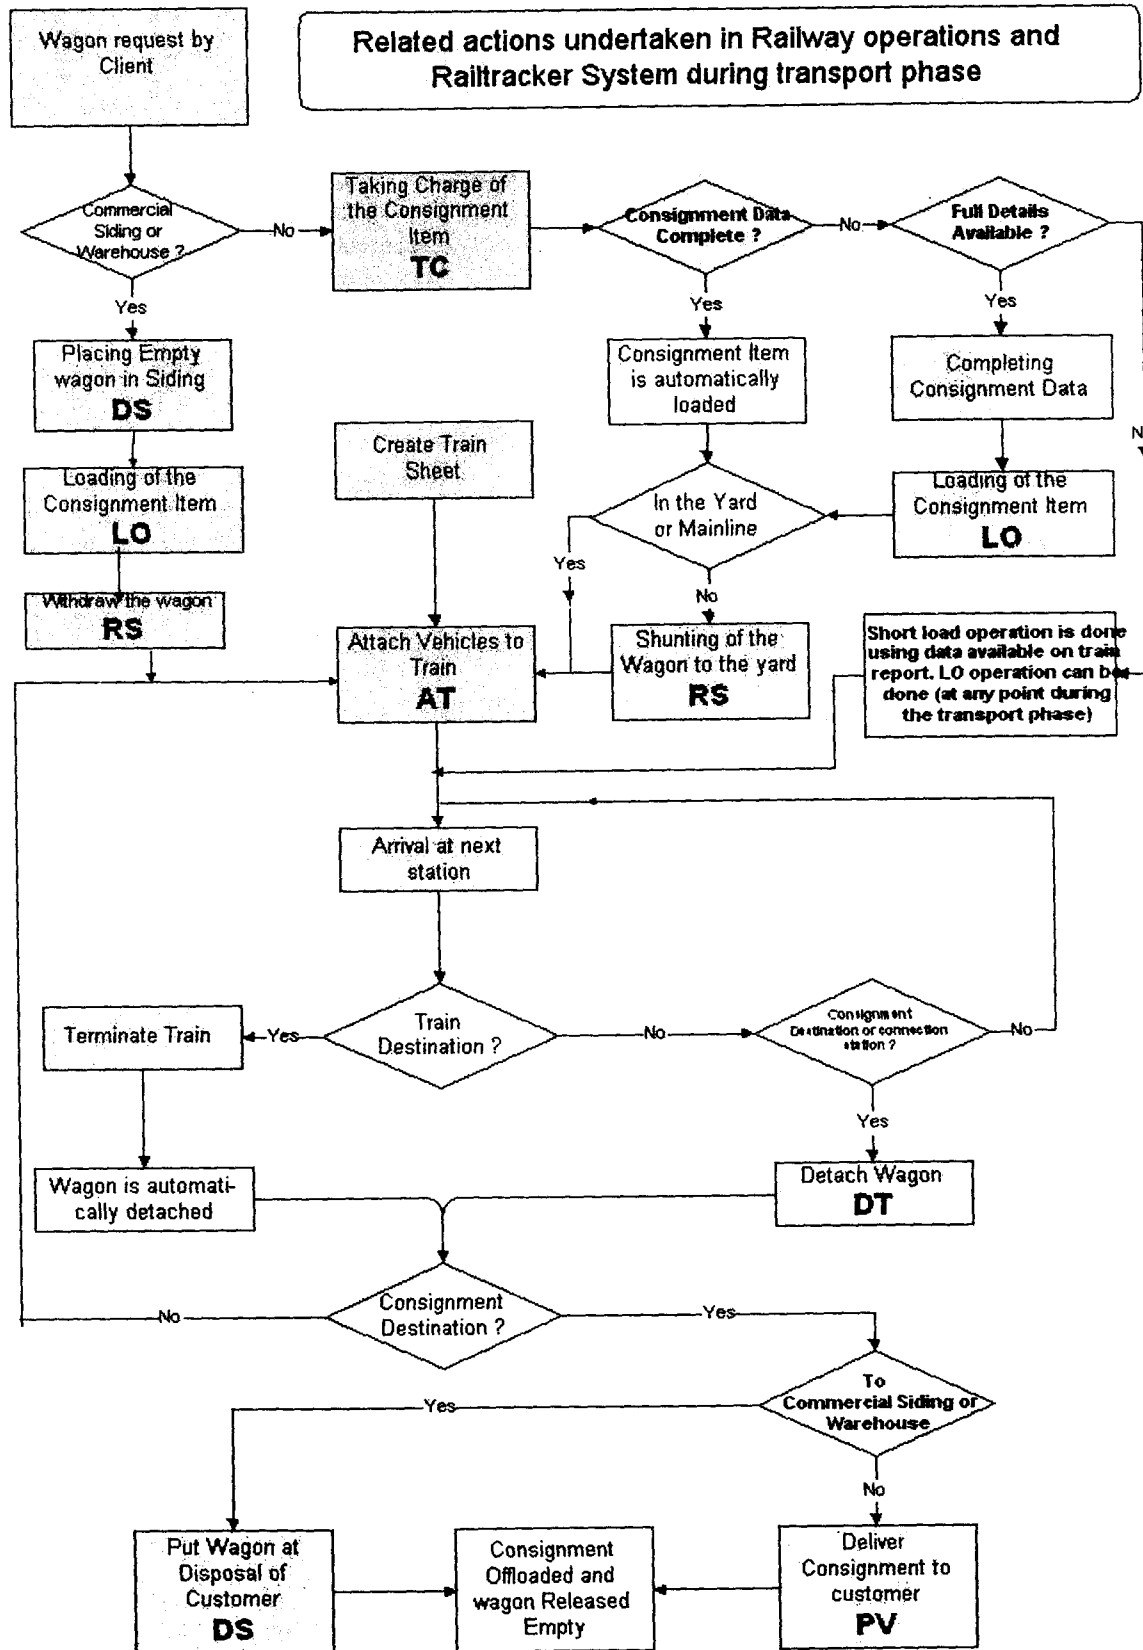 Wagon request by
Client
Related actions undertaken in Railway operations and
Railtracker System during transport phase
Commercial
Siding or
Warehouse ?
No
Taking Charge of
the Consignment
Item
TC
Consignment Data
Complete ?
No
Full Details
Available ?
Yes
Yes
Yes
Placing Empty
wagon in Siding
DS
Consignment Item
is automatically
loaded
Completing
Consignment Data
N
Create Train
Sheet
Loading of the
Consignment Item
LO
In the Yard
or Mainline
Loading of the
Consignment Item
LO
Yes
No
Withdraw the wagon
RS
Attach Vehicles to
Train
AT
Shunting of the
Wagon to the yard
RS
Short load operation is done
using data available on train
report. LO operation can be
done (at any point during
the transport phase)
Arrival at next
station
Terminate Train
Yes
Train
Destination ?
No
Consignment
Destination or connection
station ?
No
Yes
Wagon is automati-
cally detached
Detach Wagon
DT
No
Consignment
Destination ?
Yes
To
Commercial Siding or
Warehouse
Yes
No
Put Wagon at
Disposal of
Customer
DS
Consignment
Offloaded and
wagon Released
Empty
Deliver
Consignment to
customer
PV